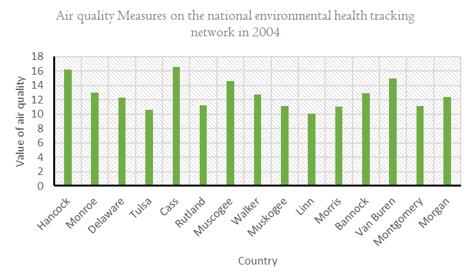 Air quality Measures on the national environmental health tracking
network in 2004
Value of air quality
18
16
14
12
10
8
6
4
2
0
Hancock
Monroe
Delaware
Tulsa
Cass
Rutland
Muscogee
Walker
Muskogee
Linn
Morris
Bannock
Van Buren
Montgomery
Morgan
Country